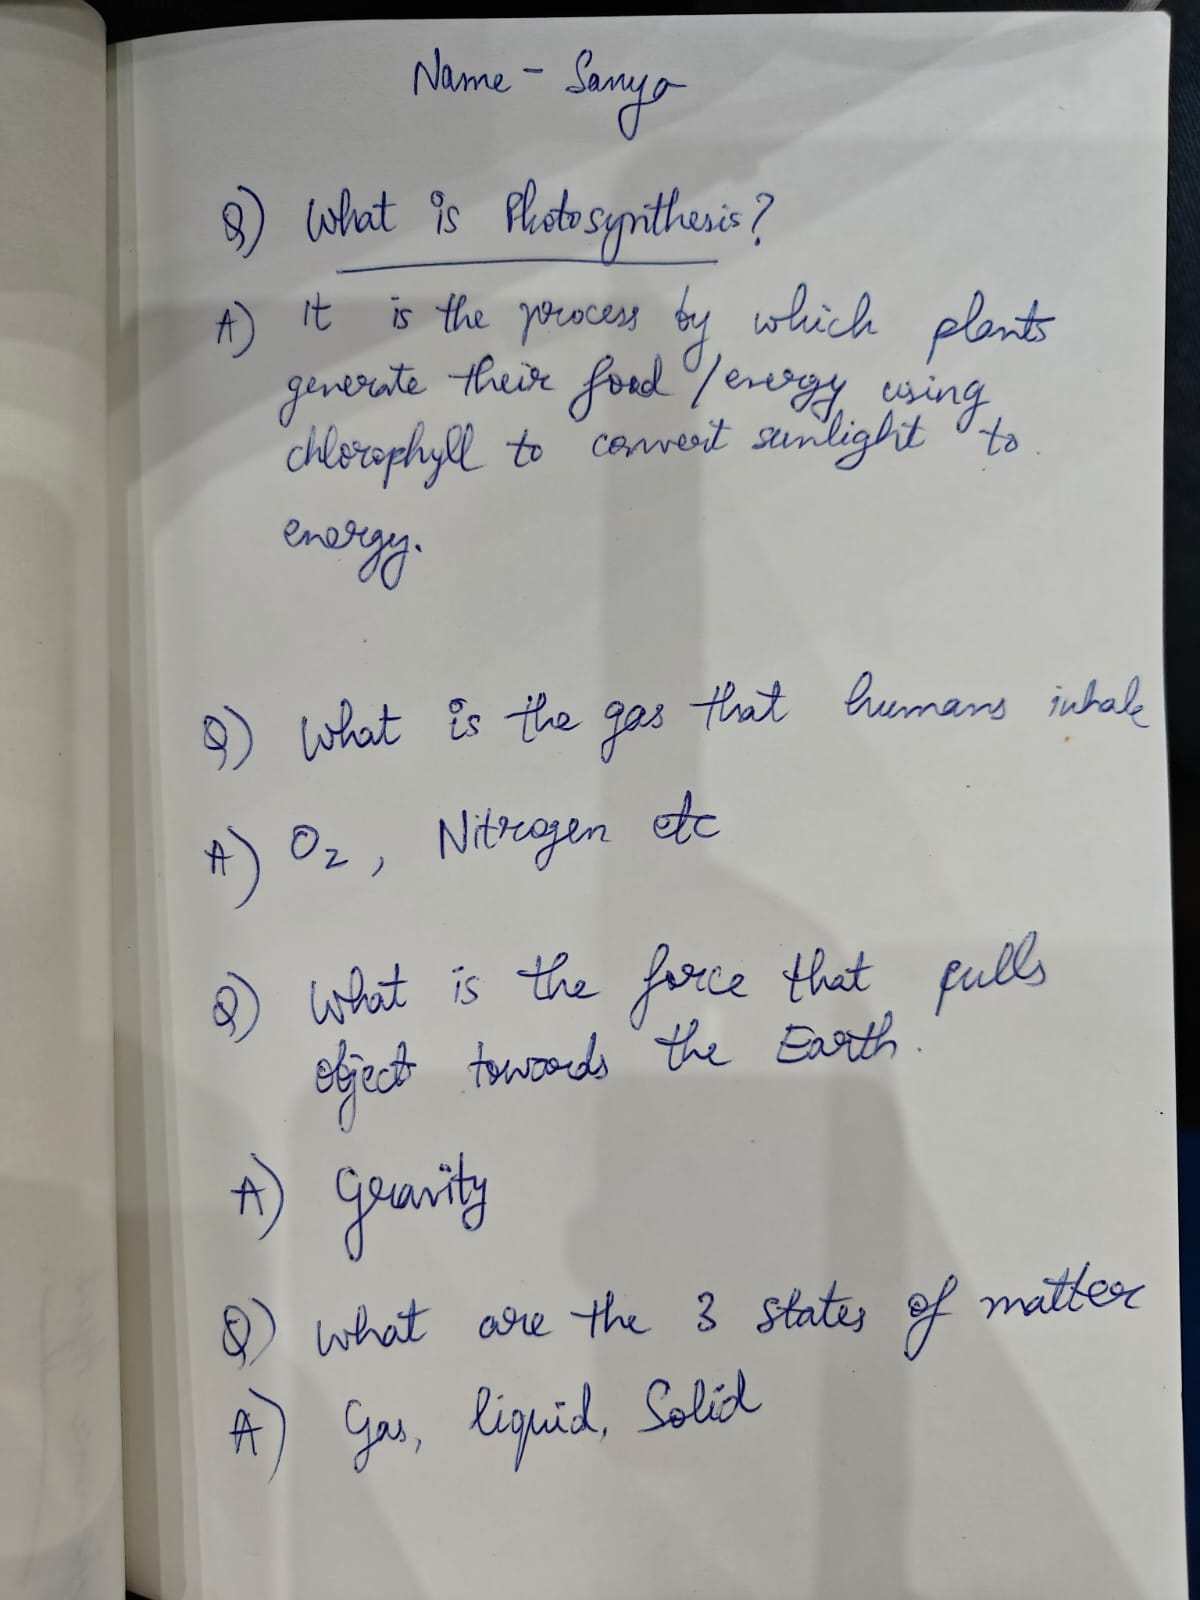 Name - Sanya
Q) What is Photosynthesis?
A) It is the process by which plants
generate their food / energy using
chlorophyll to convert sunlight to
energy.
Q) What is the gas that humans inhale
A) O₂, Nitrogen etc
Q) What is the force that pulls
object towards the Earth.
A) Gravity
Q) What are the 3 states of matter
A) Gas, liquid, Solid